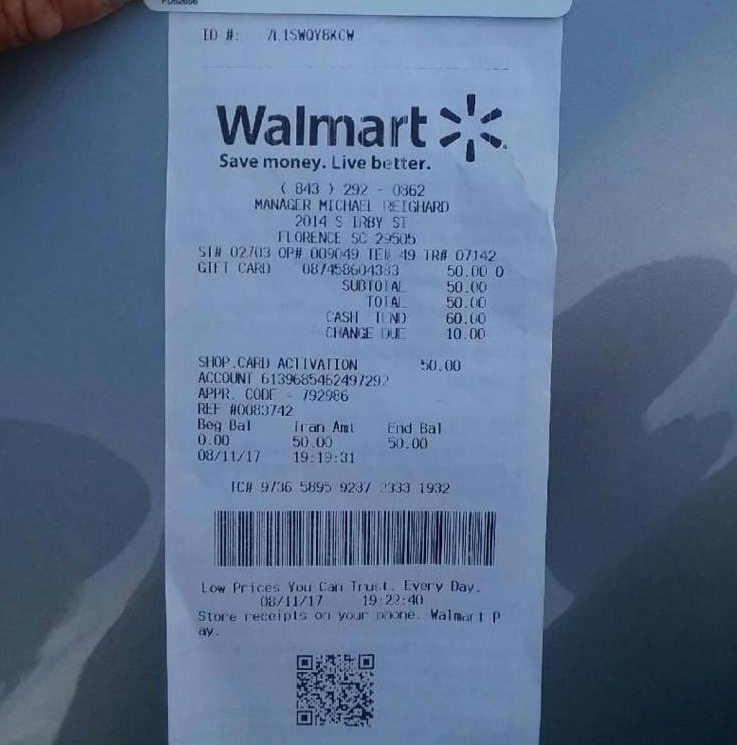 ID #: 7L1SWQY8KCW
Walmart
Save money. Live better.
( 843 ) 292 - 0362
MANAGER MICHAEL REIGHARD
2014 S IRBY ST
FLORENCE SC 29505
ST# 02703 OP# 009049 TE# 49 TR# 07142
GIFT CARD 087458604383 50.00 O
SUBTOTAL 50.00
TOTAL 50.00
CASH TEND 60.00
CHANGE DUE 10.00
SHOP.CARD ACTIVATION 50.00
ACCOUNT 6139685462497292
APPR. CODE - 792986
REF #0083742
Beg Bal Tran Amt End Bal
0.00 50.00 50.00
08/11/17 19:19:31
TC# 9736 5895 9237 2333 1932
Low Prices You Can Trust. Every Day.
08/11/17 19:22:40
Store receipts on your phone. Walmart P
ay.